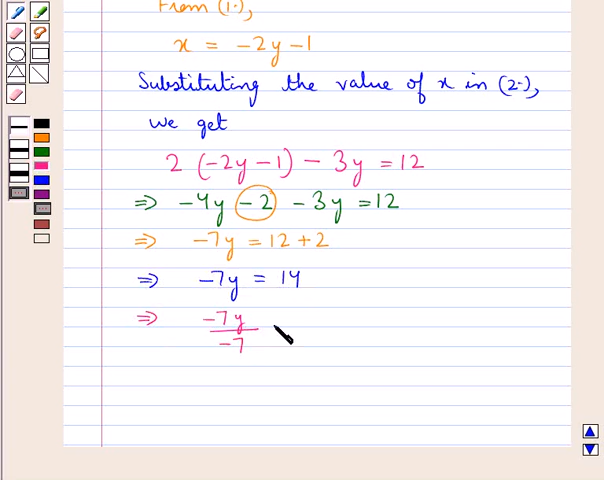 From (1.),
x = -2y -1
Substituting the value of x in (2.),
we get
2 (-2y -1) - 3y = 12
⇒ -4y -2 - 3y = 12
⇒ -7y = 12 + 2
⇒ -7y = 14
⇒ -7y
-7